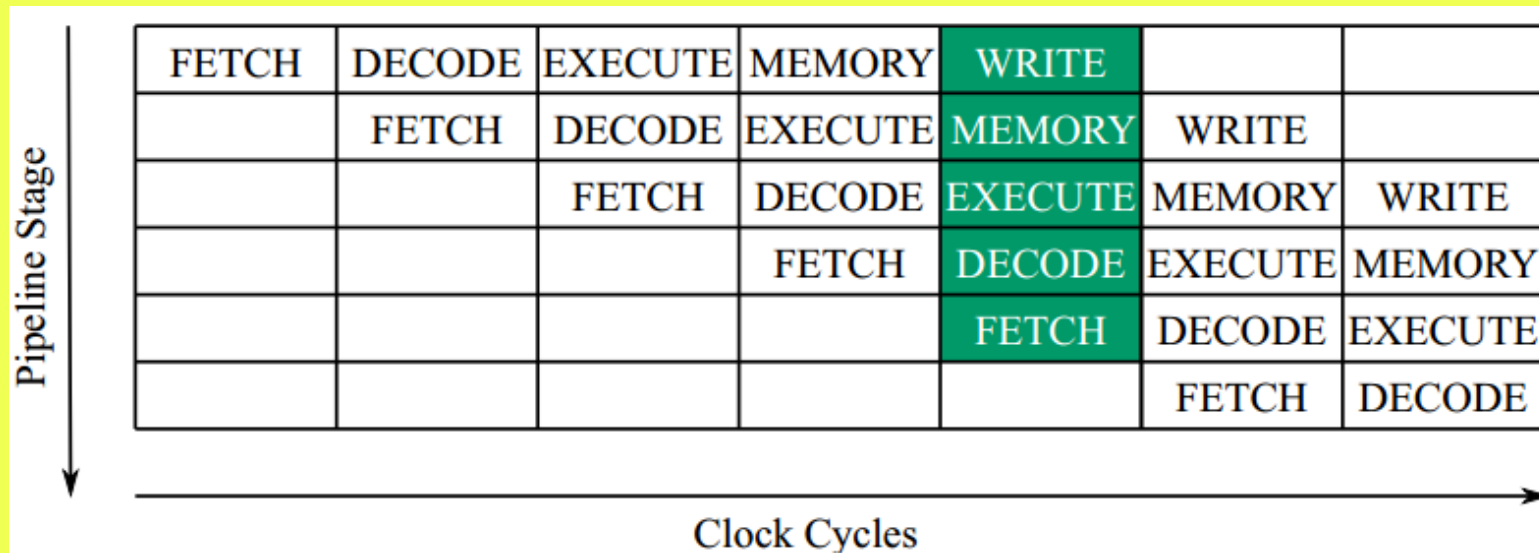 FETCH DECODE EXECUTE MEMORY WRITE
FETCH DECODE EXECUTE MEMORY WRITE
FETCH DECODE EXECUTE MEMORY WRITE
FETCH DECODE EXECUTE MEMORY
FETCH DECODE EXECUTE
FETCH DECODE
Pipeline Stage
Clock Cycles